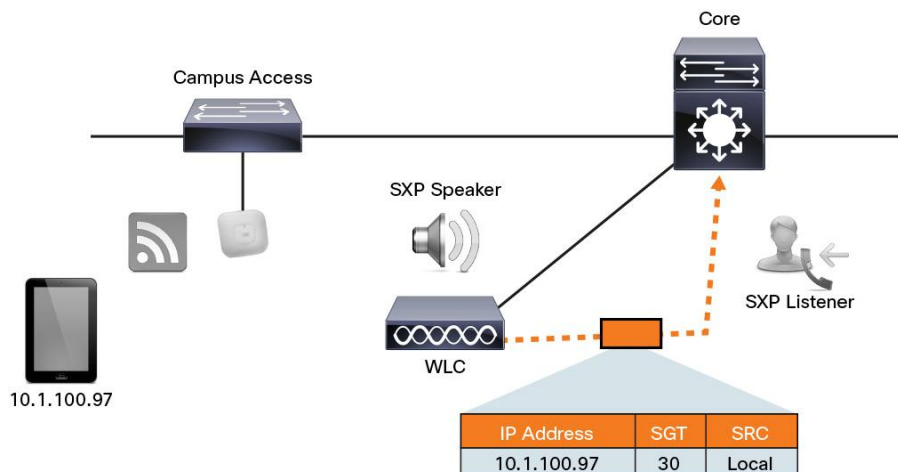 Core
Campus Access
SXP Speaker
SXP Listener
WLC
10.1.100.97
IP Address SGT SRC
10.1.100.97 30 Local